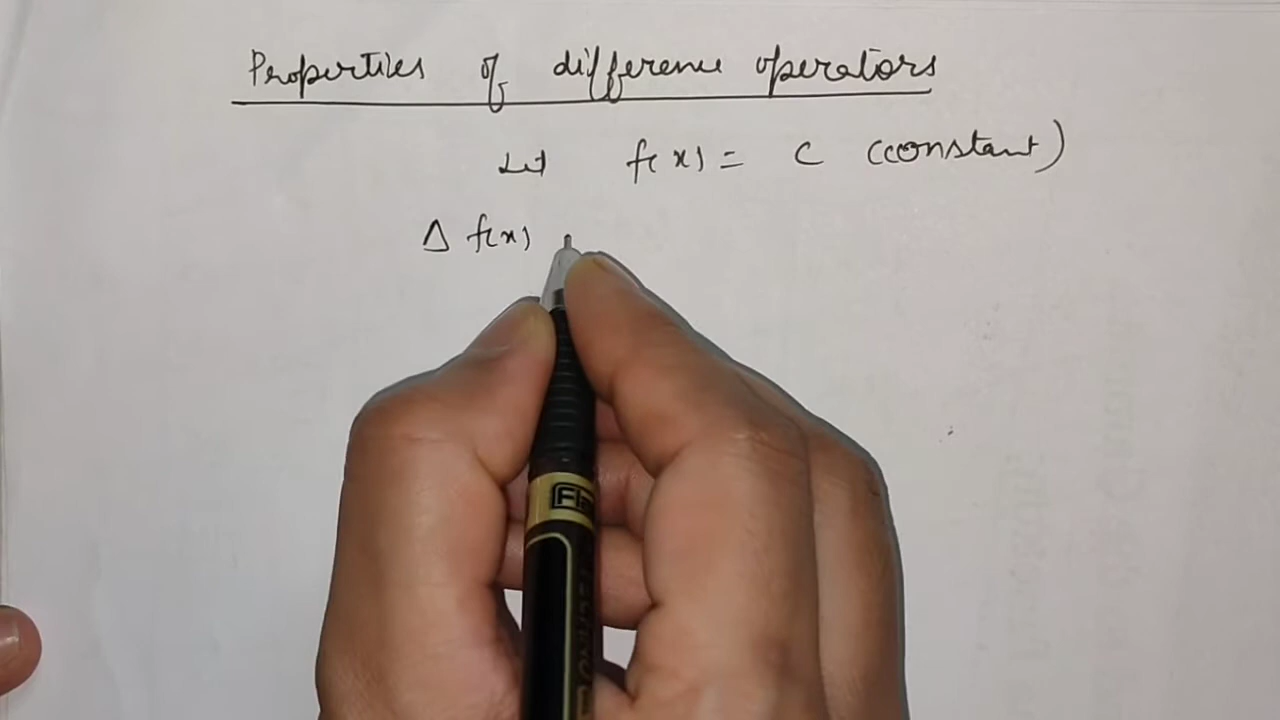 Properties of difference operators
Let f(x) = C (constant)
Δ f(x)